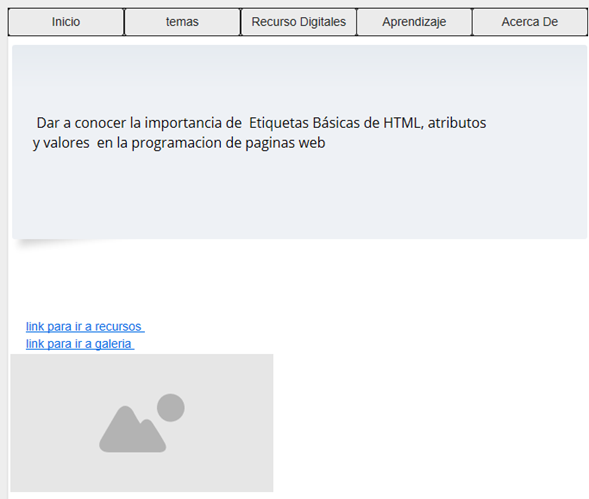 Inicio temas Recurso Digitales Aprendizaje Acerca De
Dar a conocer la importancia de Etiquetas Básicas de HTML, atributos
y valores en la programacion de paginas web
link para ir a recursos
link para ir a galeria